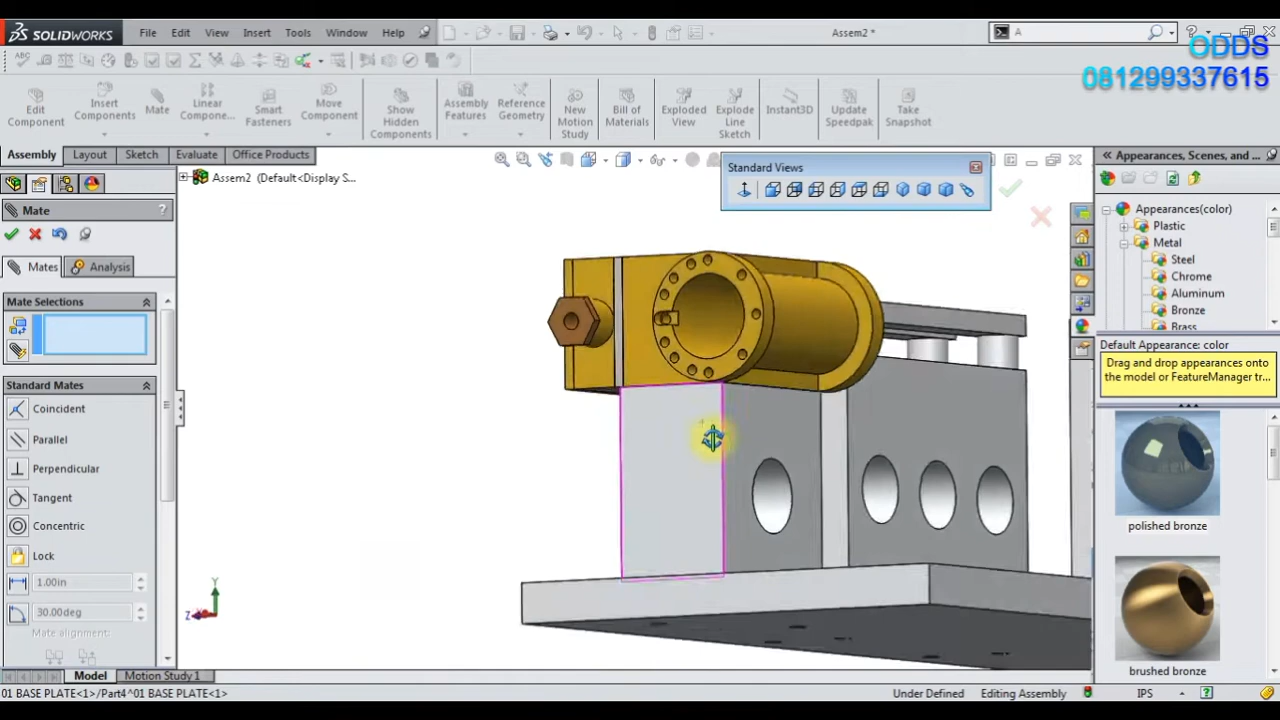 SOLIDWORKS File Edit View Insert Tools Window Help Assem2 * A
ODDS
081299337615
Edit Component
Insert Components
Mate
Linear Compone...
Smart Fasteners
Move Component
Show Hidden Components
Assembly Features
Reference Geometry
New Motion Study
Bill of Materials
Exploded View
Explode Line Sketch
Instant3D
Update Speedpak
Take Snapshot
Assembly Layout Sketch Evaluate Office Products
Standard Views
Appearances, Scenes, and...
Assem2 (Default<Display S...
Mate ?
Mates Analysis
Mate Selections
Standard Mates
Coincident
Parallel
Perpendicular
Tangent
Concentric
Lock
1.00in
30.00deg
Mate alignment:
Y
Z
Appearances(color)
Plastic
Metal
Steel
Chrome
Aluminum
Bronze
Brass
Default Appearance: color
Drag and drop appearances onto
the model or FeatureManager tr...
polished bronze
brushed bronze
Model Motion Study 1
01 BASE PLATE<1>/Part4^01 BASE PLATE<1> Under Defined Editing Assembly IPS ?